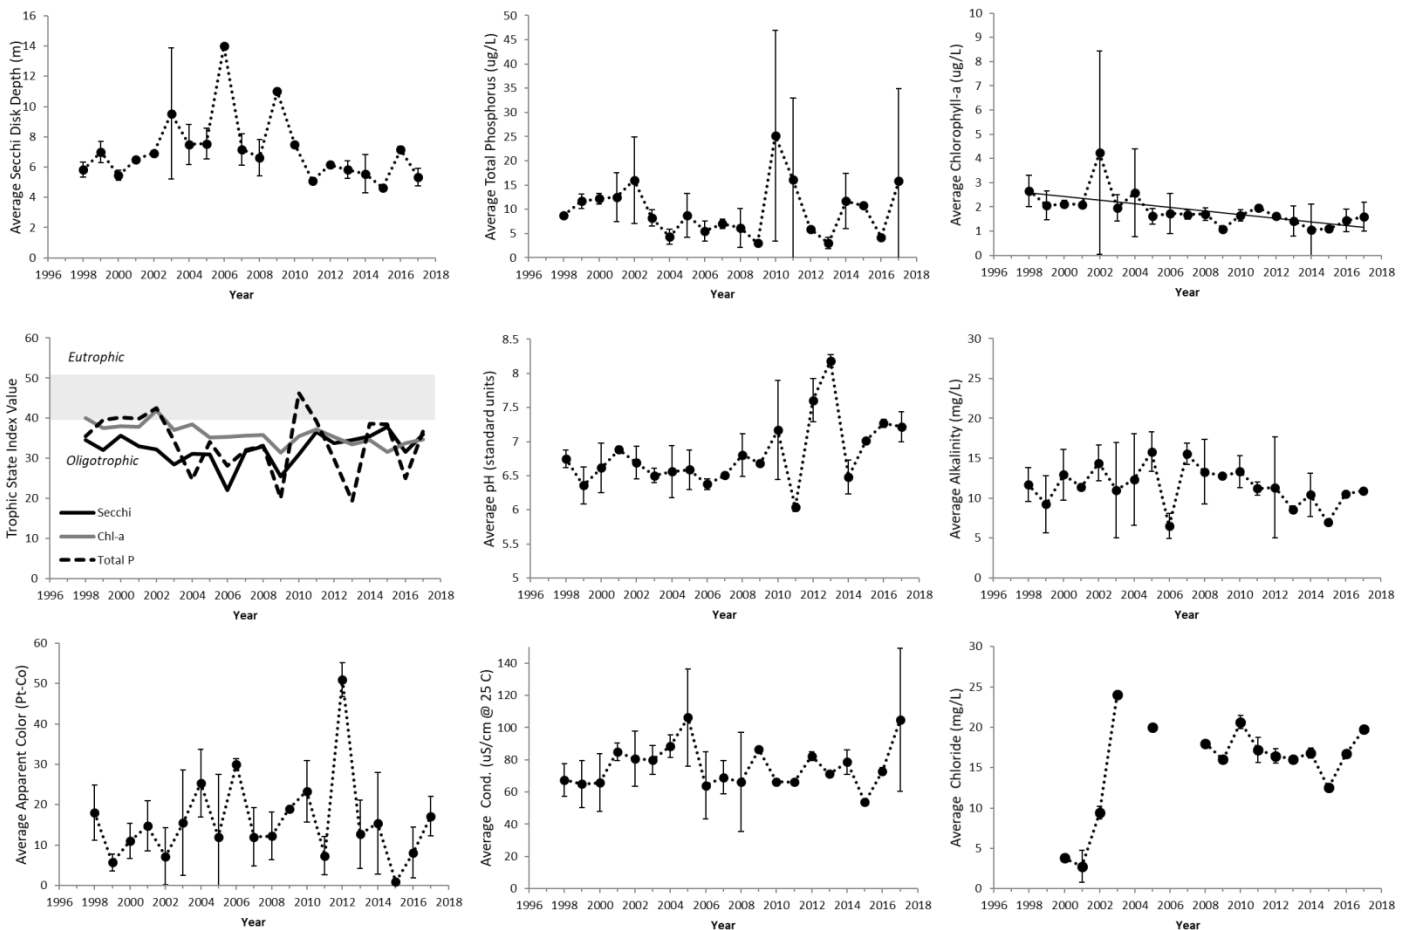 Average Secchi Disk Depth (m)
16
14
12
10
8
6
4
2
0
1996 1998 2000 2002 2004 2006 2008 2010 2012 2014 2016 2018
Year
Average Total Phosphorus (ug/L)
50
45
40
35
30
25
20
15
10
5
0
1996 1998 2000 2002 2004 2006 2008 2010 2012 2014 2016 2018
Year
Average Chlorophyll-a (ug/L)
10
9
8
7
6
5
4
3
2
1
0
1996 1998 2000 2002 2004 2006 2008 2010 2012 2014 2016 2018
Year
Trophic State Index Value
60
50
40
30
20
10
0
Eutrophic
Oligotrophic
Secchi
Chl-a
Total P
1996 1998 2000 2002 2004 2006 2008 2010 2012 2014 2016 2018
Year
Average pH (standard units)
8.5
8
7.5
7
6.5
6
5.5
5
1996 1998 2000 2002 2004 2006 2008 2010 2012 2014 2016 2018
Year
Average Alkalinity (mg/L)
30
25
20
15
10
5
0
1996 1998 2000 2002 2004 2006 2008 2010 2012 2014 2016 2018
Year
Average Apparent Color (Pt-Co)
60
50
40
30
20
10
0
1996 1998 2000 2002 2004 2006 2008 2010 2012 2014 2016 2018
Year
Average Cond. (uS/cm @ 25 C)
140
120
100
80
60
40
20
0
1996 1998 2000 2002 2004 2006 2008 2010 2012 2014 2016 2018
Year
Average Chloride (mg/L)
30
25
20
15
10
5
0
1996 1998 2000 2002 2004 2006 2008 2010 2012 2014 2016 2018
Year